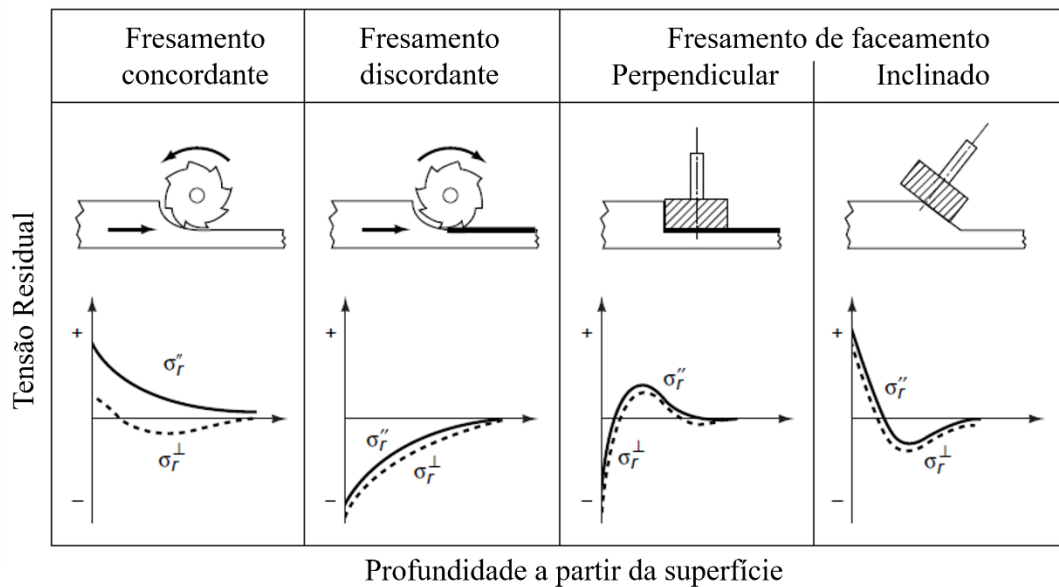 Fresamento
concordante
Fresamento
discordante
Fresamento de faceamento
Perpendicular
Inclinado
Tensão Residual
+
σr″
σr⊥
−
σr″
σr⊥
−
+
σr″
σr⊥
−
+
σr″
σr⊥
−
Profundidade a partir da superfície